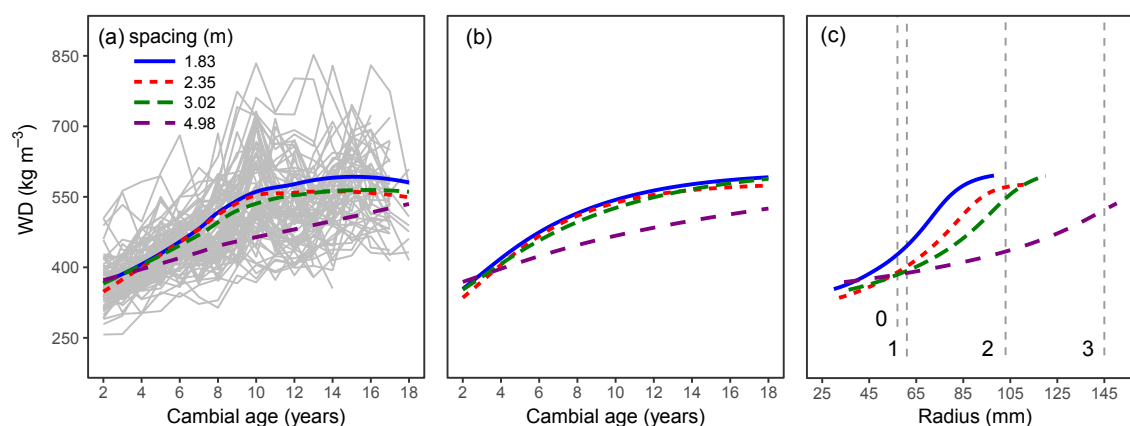 (a) spacing (m)
1.83
2.35
3.02
4.98
WD (kg m⁻³)
850
700
550
400
250
2 4 6 8 10 12 14 16 18
Cambial age (years)
(b)
2 4 6 8 10 12 14 16 18
Cambial age (years)
(c)
0
1 2 3
25 45 65 85 105 125 145
Radius (mm)